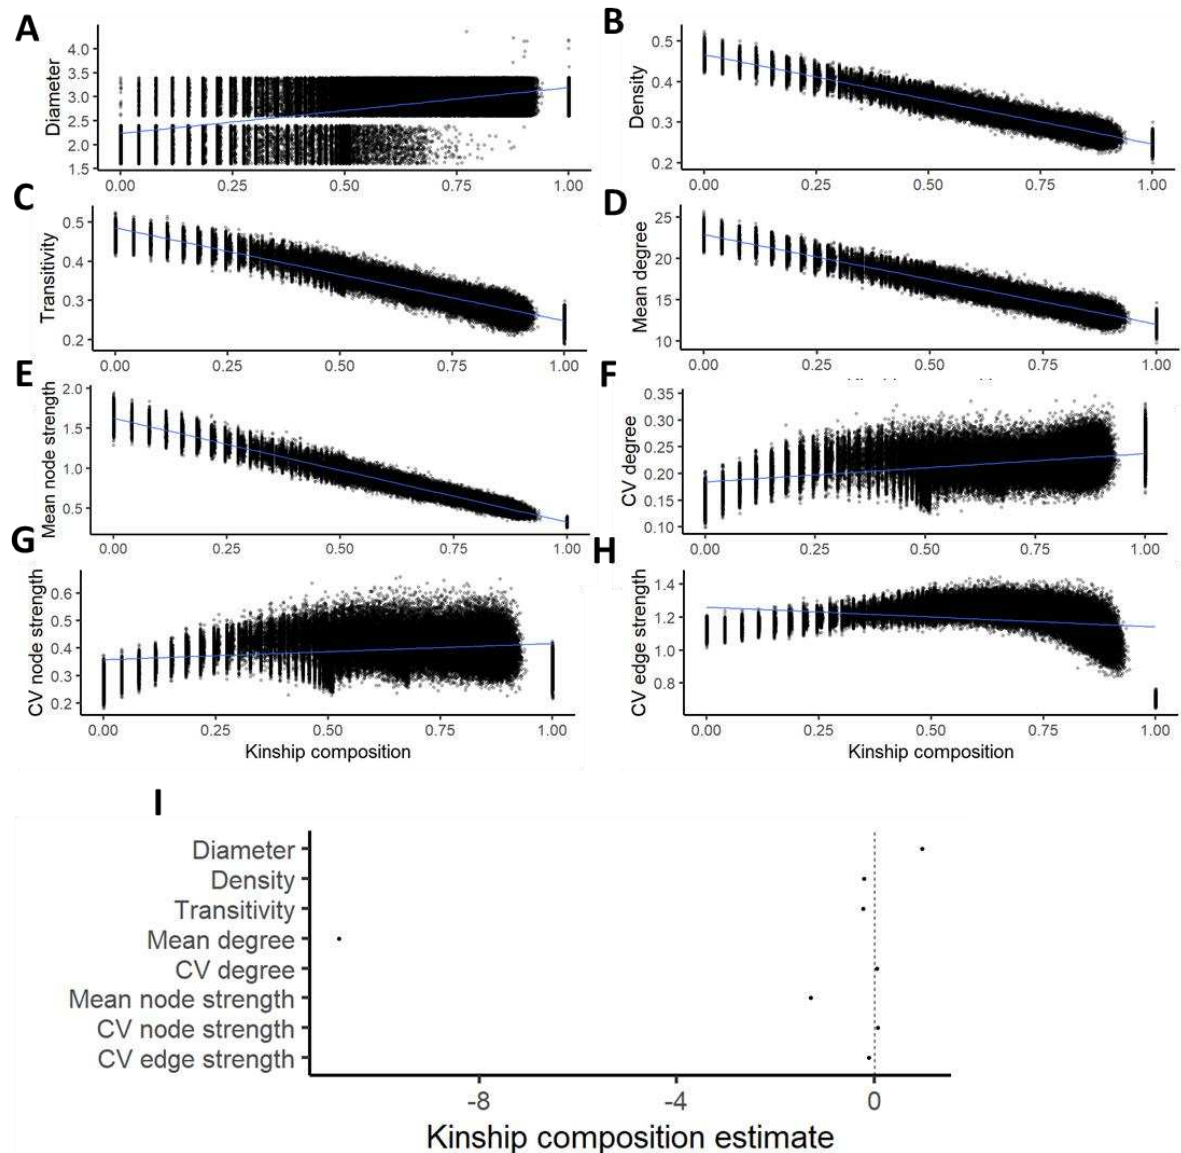 A
Diameter
4.0
3.5
3.0
2.5
2.0
1.5
0.00 0.25 0.50 0.75 1.00
B
Density
0.5
0.4
0.3
0.2
0.00 0.25 0.50 0.75 1.00
C
Transitivity
0.5
0.4
0.3
0.2
0.00 0.25 0.50 0.75 1.00
D
Mean degree
25
20
15
10
0.00 0.25 0.50 0.75 1.00
E
Mean node strength
2.0
1.5
1.0
0.5
0.00 0.25 0.50 0.75 1.00
F
CV degree
0.35
0.30
0.25
0.20
0.15
0.10
0.00 0.25 0.50 0.75 1.00
G
CV node strength
0.6
0.5
0.4
0.3
0.2
0.00 0.25 0.50 0.75 1.00
Kinship composition
H
CV edge strength
1.4
1.2
1.0
0.8
0.00 0.25 0.50 0.75 1.00
Kinship composition
I
Diameter
Density
Transitivity
Mean degree
CV degree
Mean node strength
CV node strength
CV edge strength
-8 -4 0
Kinship composition estimate